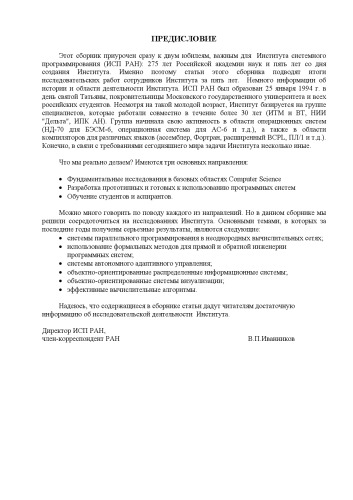 ПРЕДИСЛОВИЕ
Этот сборник приурочен сразу к двум юбилеям, важным для Института системного
программирования (ИСП РАН): 275 лет Российской академии наук и пять лет со дня
создания Института. Именно поэтому статьи этого сборника подводят итоги
исследовательских работ сотрудников Института за пять лет. Немного информации об
истории и области деятельности Института. ИСП РАН был образован 25 января 1994 г. в
день святой Татьяны, покровительницы Московского государственного университета и всех
российских студентов. Несмотря на такой молодой возраст, Институт базируется на группе
специалистов, которые работали совместно в течение более 30 лет (ИТМ и ВТ, НИИ
"Дельта", ИПК АН). Группа начинала свою активность в области операционных систем
(НД-70 для БЭСМ-6, операционная система для АС-6 и т.д.), а также в области
компиляторов для различных языков (ассемблер, Фортран, расширенный BCPL, ПЛ/1 и т.д.).
Конечно, в связи с требованиями сегодняшнего мира задачи Института несколько иные.
Что мы реально делаем? Имеются три основных направления:
• Фундаментальные исследования в базовых областях Computer Science
• Разработка прототипных и готовых к использованию программных систем
• Обучение студентов и аспирантов
Можно много говорить по поводу каждого из направлений. Но в данном сборнике мы
решили сосредоточиться на исследованиях Института. Основными темами, в которых за
последние годы получены серьезные результаты, являются следующие:
• системы параллельного программирования в неоднородных вычислительных сетях;
• использование формальных методов для прямой и обратной инженерии
программных систем;
• системы автономного адаптивного управления;
• объектно-ориентированные распределенные информационные системы;
• объектно-ориентированные системы визуализации;
• эффективные вычислительные алгоритмы.
Надеюсь, что содержащиеся в сборнике статьи дадут читателям достаточную
информацию об исследовательской деятельности Института.
Директор ИСП РАН,
член-корреспондент РАН В.П.Иванников